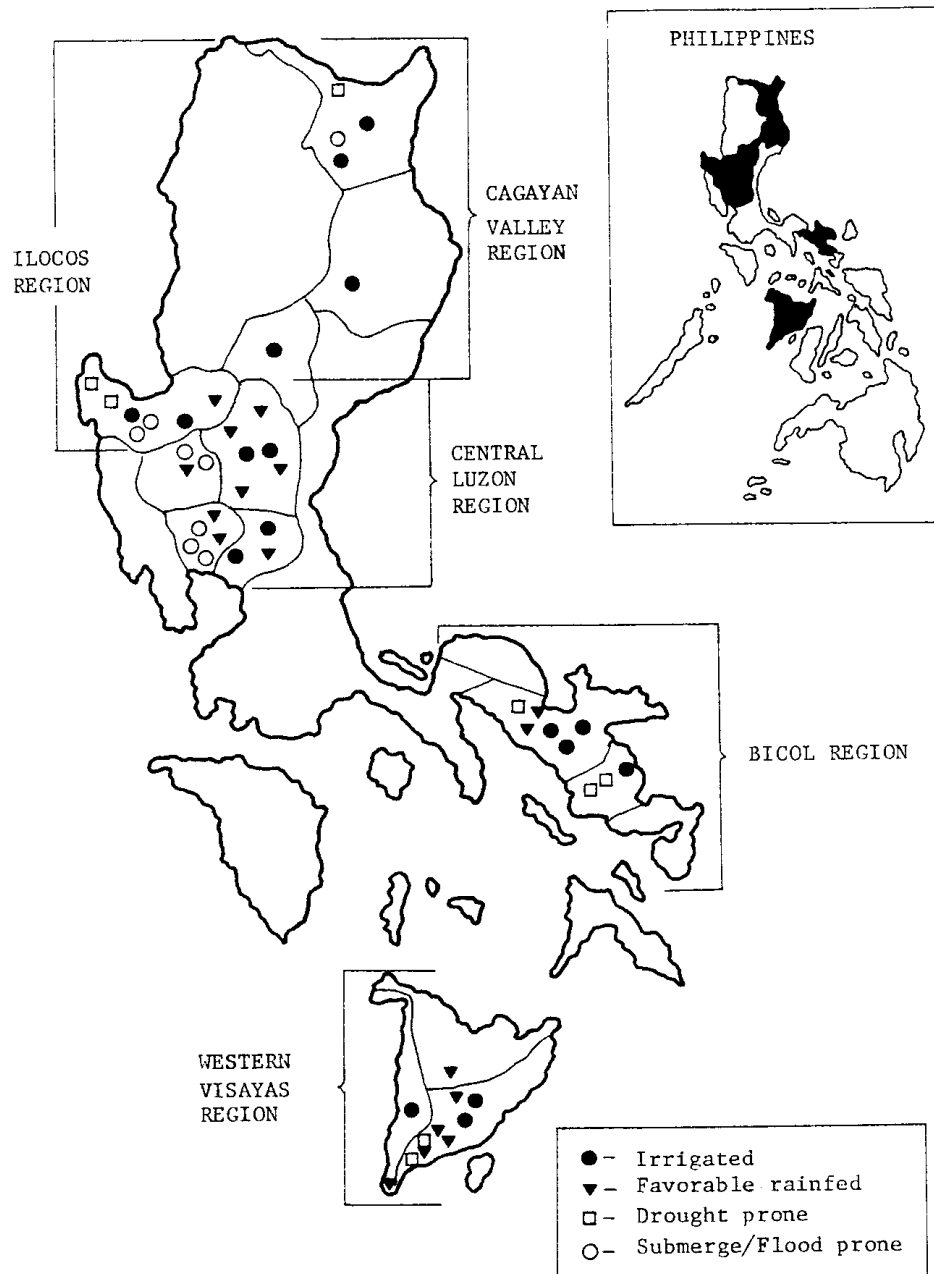 PHILIPPINES
CAGAYAN
VALLEY
REGION
ILOCOS
REGION
CENTRAL
LUZON
REGION
BICOL REGION
WESTERN
VISAYAS
REGION
●- Irrigated
▼- Favorable rainfed
□- Drought prone
○- Submerge/Flood prone